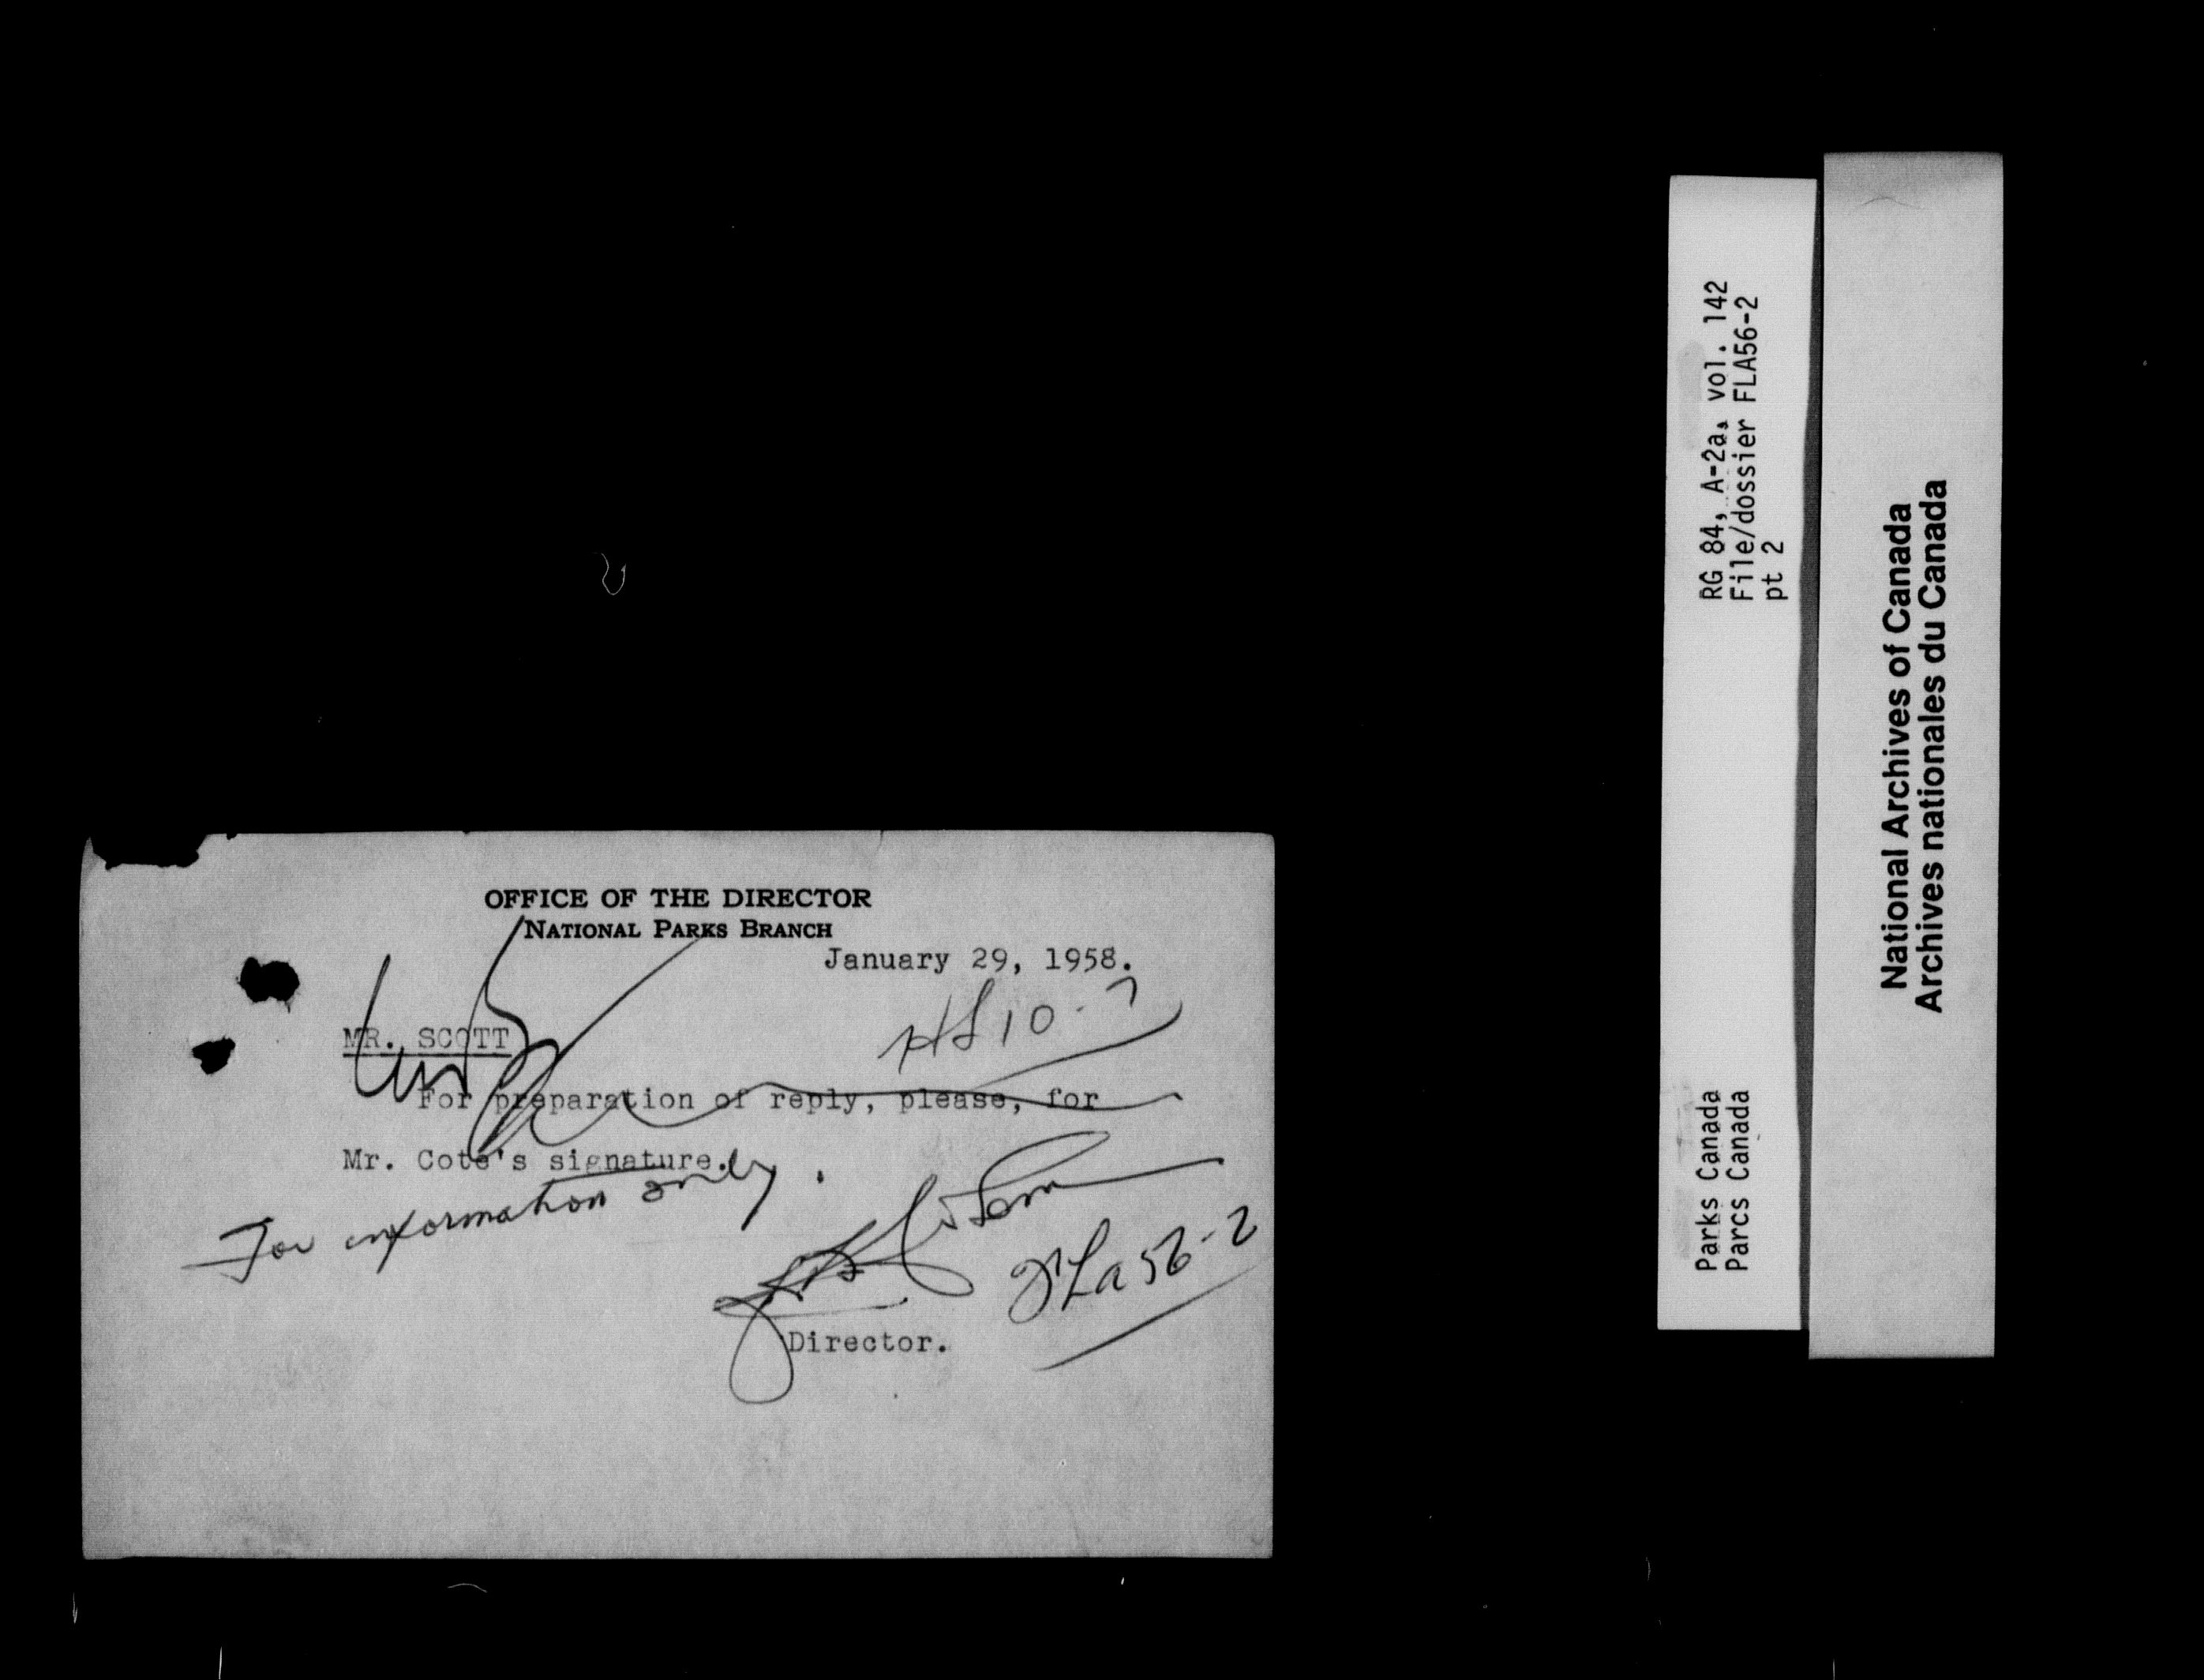 OFFICE OF THE DIRECTOR
NATIONAL PARKS BRANCH
January 29, 1958.
HS10-7
MR. SCOTT
For preparation of reply, please, for
Mr. Cote's signature.
For information only.
FLa 56-2
Director.
RG 84, A-2a, vol. 142
File/dossier FLA56-2
pt 2
Parks Canada
Parcs Canada
National Archives of Canada
Archives nationales du Canada